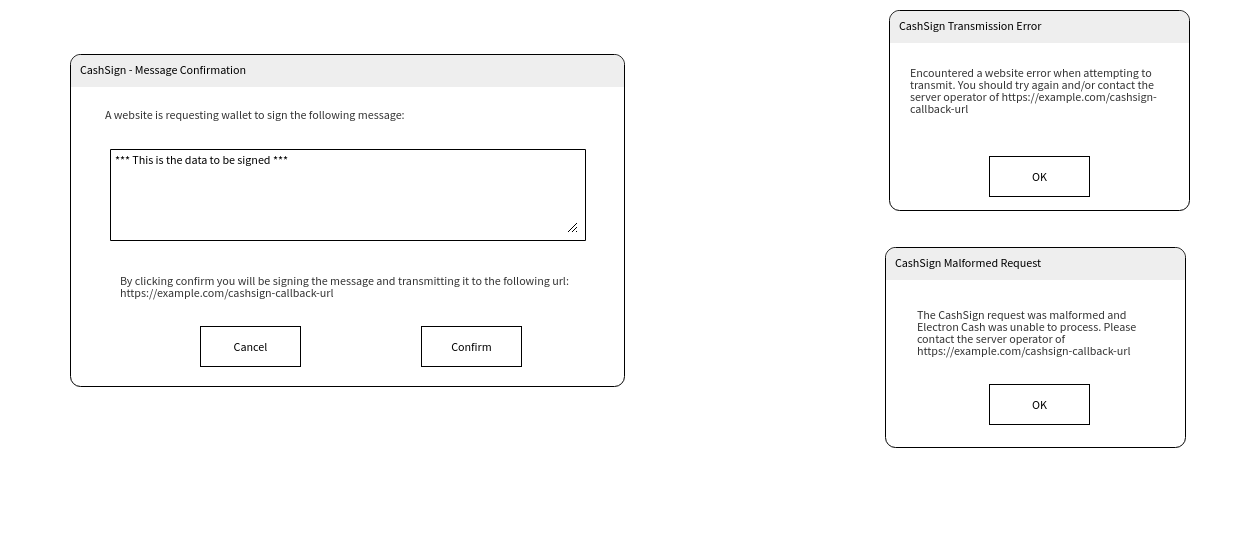 CashSign - Message Confirmation
A website is requesting wallet to sign the following message:
*** This is the data to be signed ***
By clicking confirm you will be signing the message and transmitting it to the following url:
https://example.com/cashsign-callback-url
Cancel
Confirm
CashSign Transmission Error
Encountered a website error when attempting to
transmit. You should try again and/or contact the
server operator of https://example.com/cashsign-
callback-url
OK
CashSign Malformed Request
The CashSign request was malformed and
Electron Cash was unable to process. Please
contact the server operator of
https://example.com/cashsign-callback-url
OK